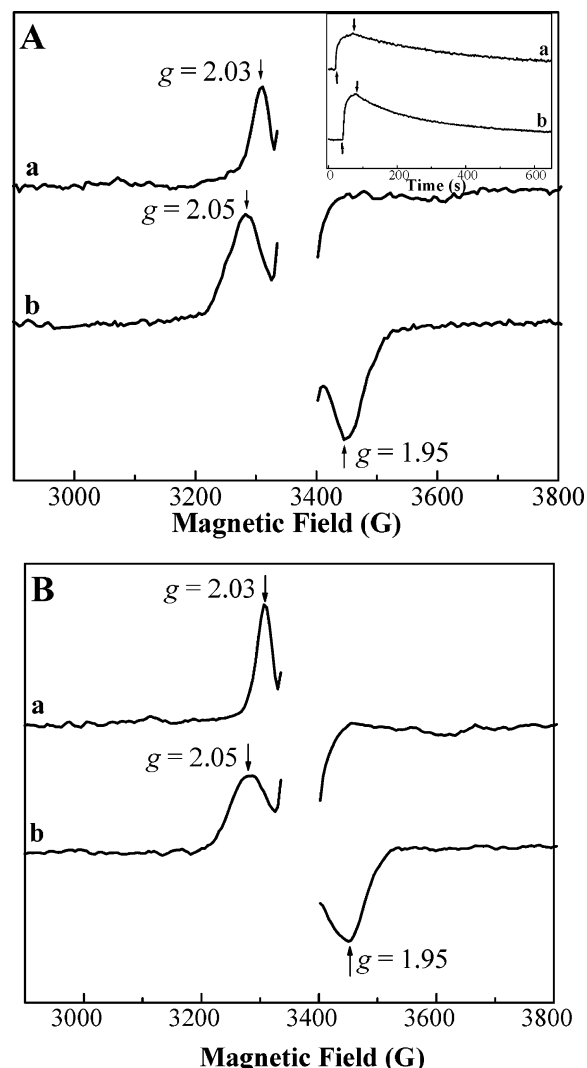 A
g = 2.03
a
b
0 200 400 600
Time (s)
a
g = 2.05
b
g = 1.95
3000 3200 3400 3600 3800
Magnetic Field (G)
B
g = 2.03
a
g = 2.05
b
g = 1.95
3000 3200 3400 3600 3800
Magnetic Field (G)